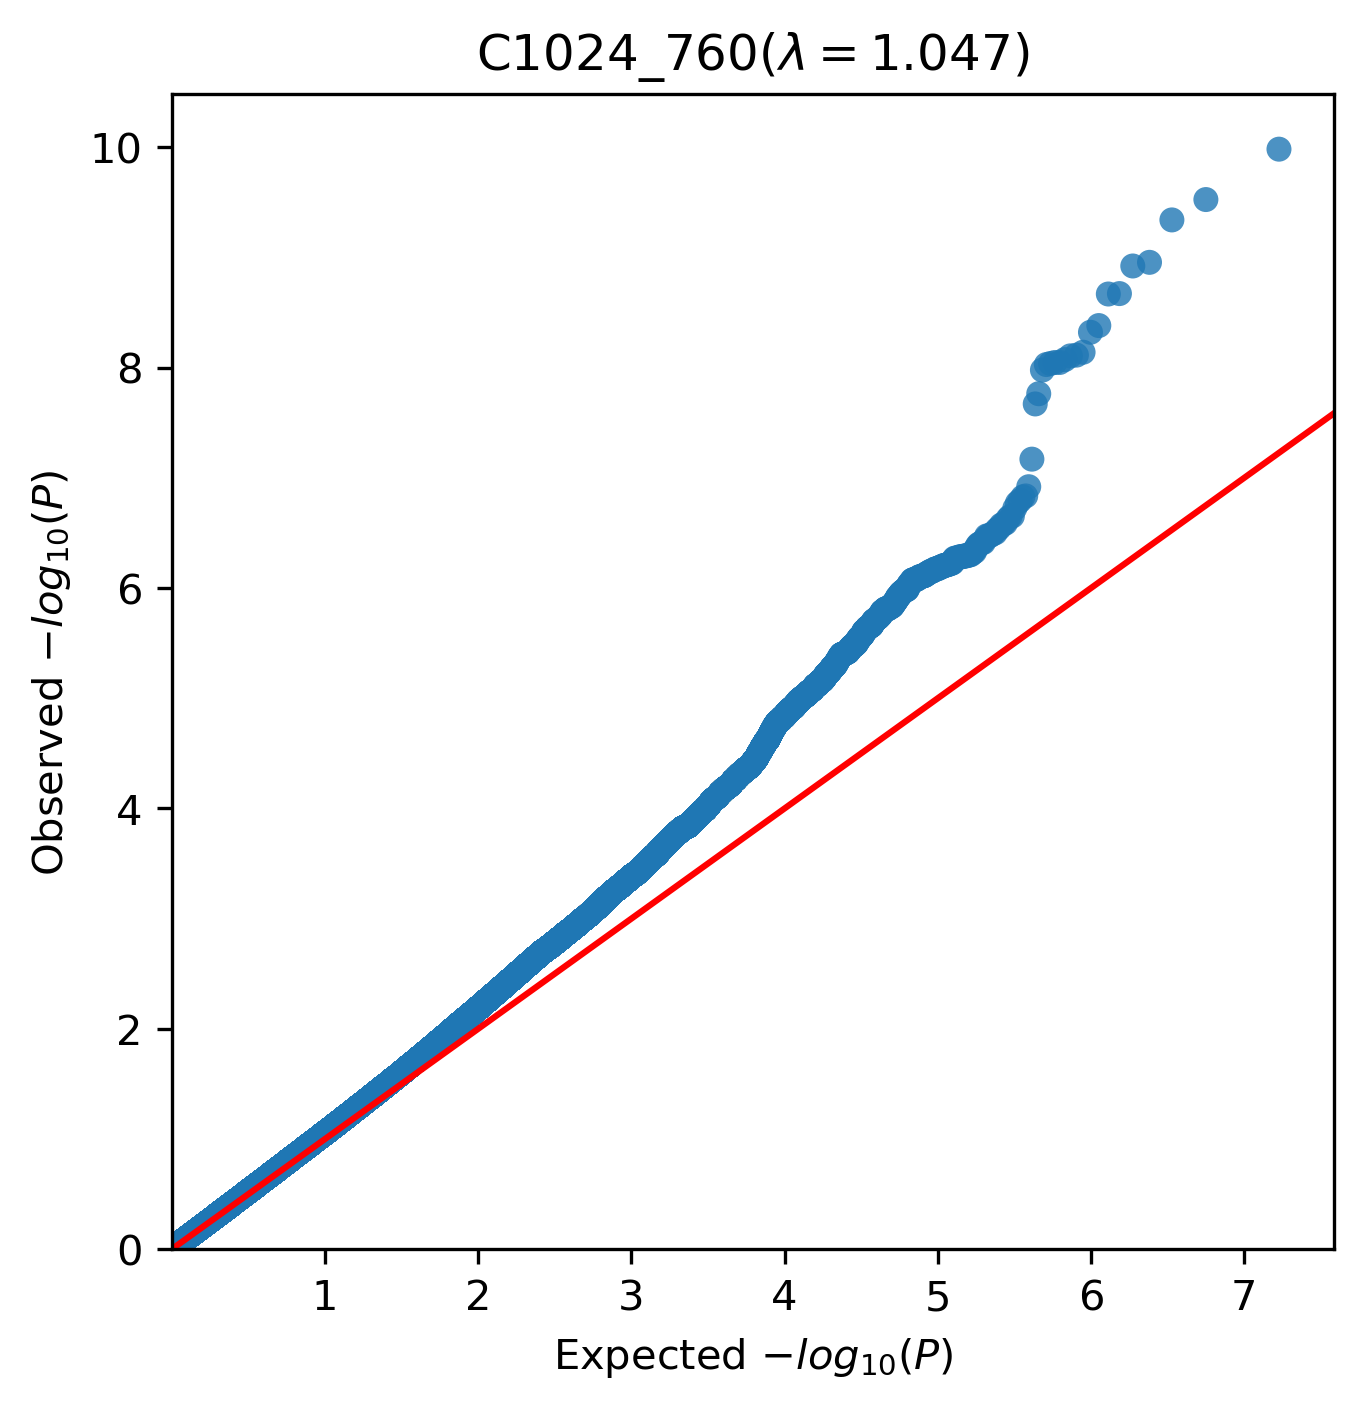 C1024_760(λ = 1.047)
10
8
6
4
2
0
Observed −log₁₀(P)
1 2 3 4 5 6 7
Expected −log₁₀(P)